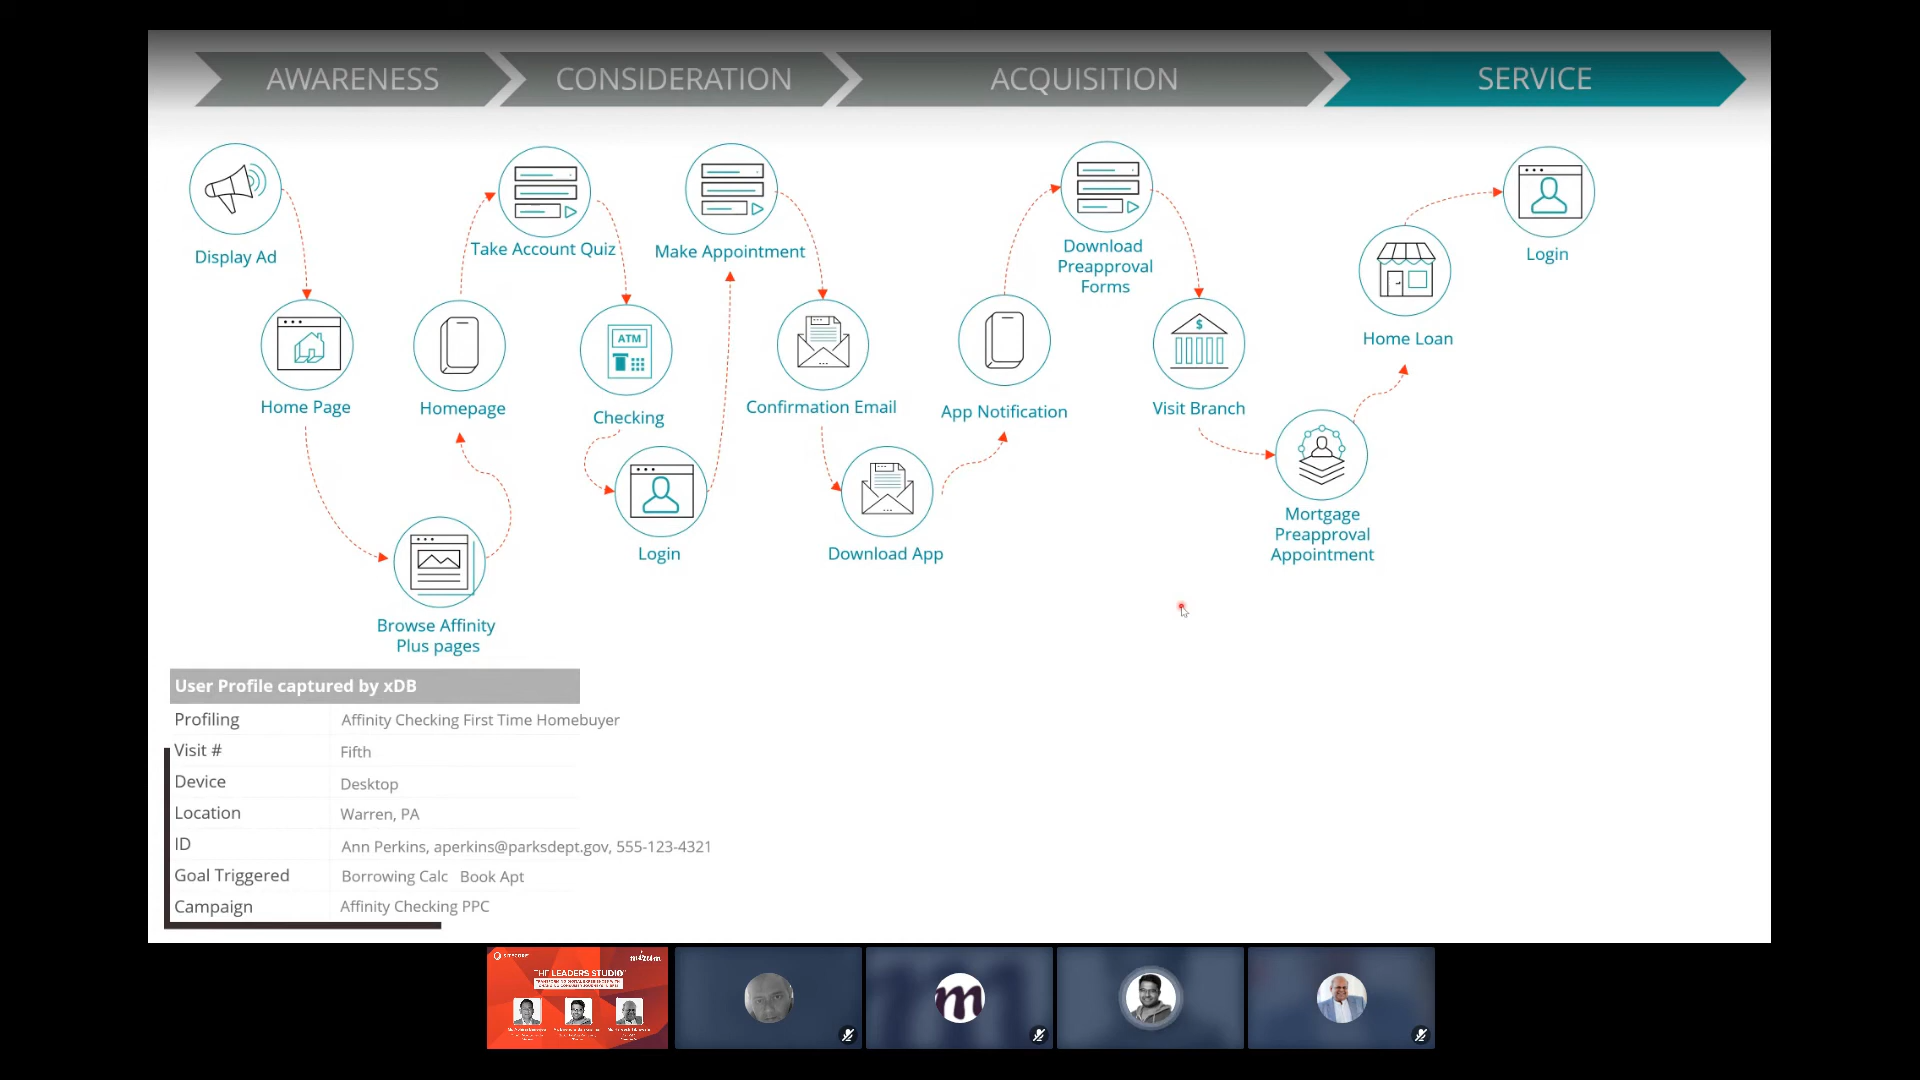 AWARENESS
CONSIDERATION
ACQUISITION
SERVICE
Display Ad
Home Page
Browse Affinity
Plus pages
Homepage
Take Account Quiz
ATM
Checking
Login
Make Appointment
Confirmation Email
Download App
App Notification
Download
Preapproval
Forms
$
Visit Branch
Mortgage
Preapproval
Appointment
Home Loan
Login
User Profile captured by xDB
Profiling Affinity Checking First Time Homebuyer
Visit # Fifth
Device Desktop
Location Warren, PA
ID Ann Perkins, aperkins@parksdept.gov, 555-123-4321
Goal Triggered Borrowing Calc Book Apt
Campaign Affinity Checking PPC
THE LEADERS STUDIO
m